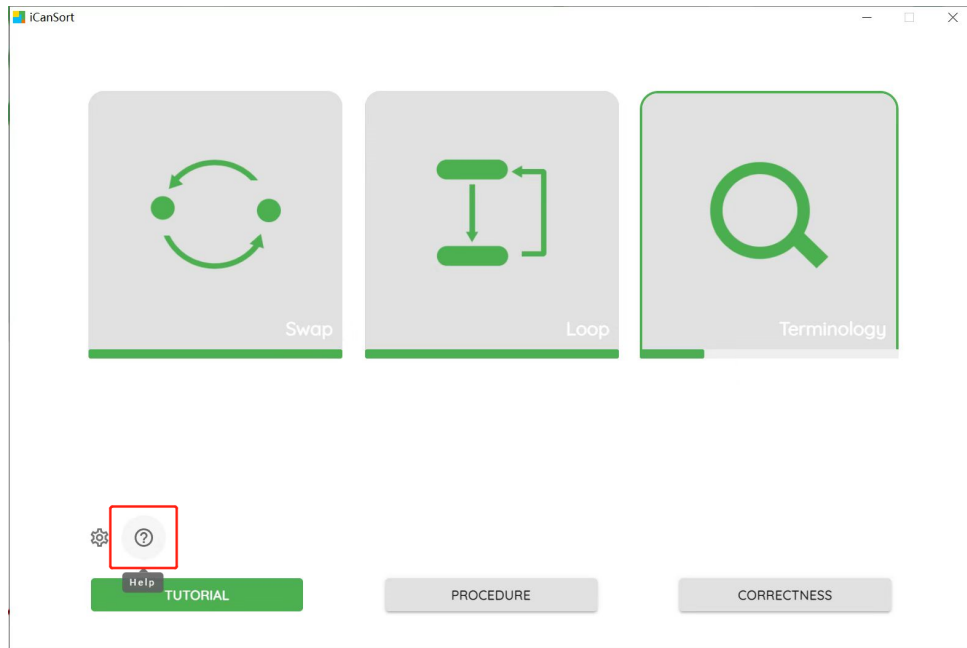 iCanSort
Swap
Loop
Terminology
Help
TUTORIAL
PROCEDURE
CORRECTNESS